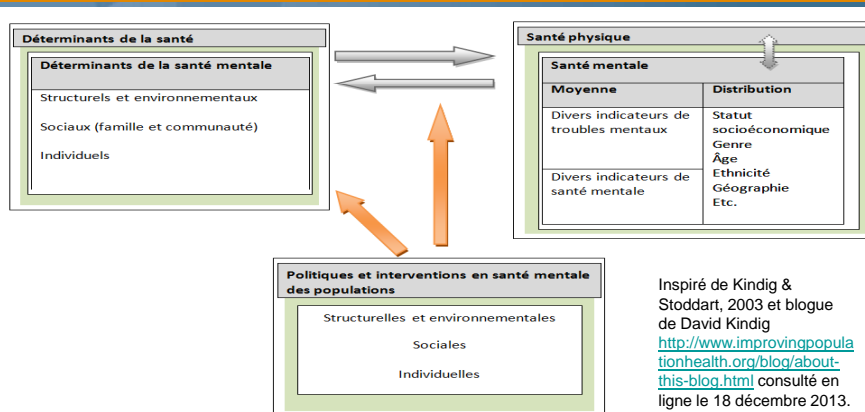 Déterminants de la santé
Déterminants de la santé mentale
Structurels et environnementaux
Sociaux (famille et communauté)
Individuels
Santé physique
Santé mentale
Moyenne
Distribution
Divers indicateurs de
troubles mentaux
Divers indicateurs de
santé mentale
Statut
socioéconomique
Genre
Âge
Ethnicité
Géographie
Etc.
Politiques et interventions en santé mentale
des populations
Structurelles et environnementales
Sociales
Individuelles
Inspiré de Kindig &
Stoddart, 2003 et blogue
de David Kindig
http://www.improvingpopula
tionhealth.org/blog/about-
this-blog.html consulté en
ligne le 18 décembre 2013.